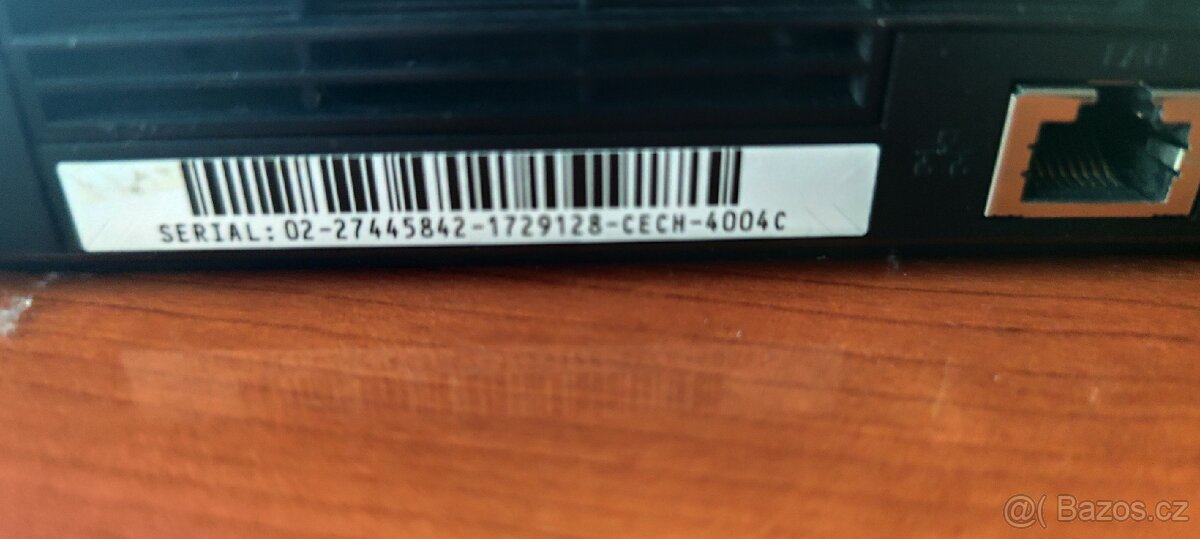 SERIAL: 02-27445842-1729128-CECH-4004C
@( Bazos.cz